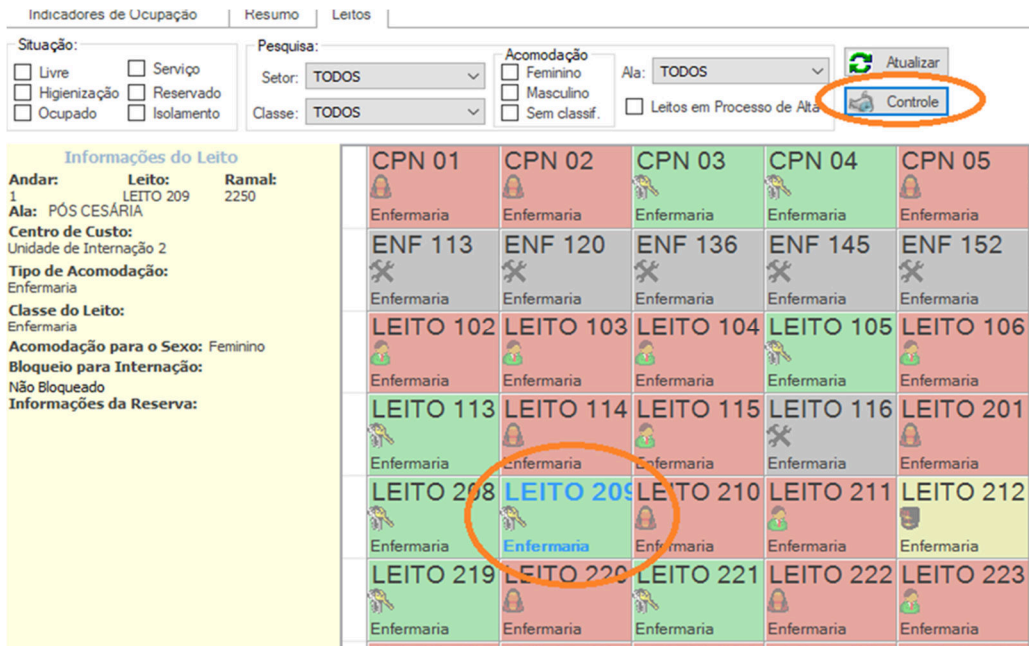 Indicadores de Ocupação Resumo Leitos
Situação:
Livre Serviço
Higienização Reservado
Ocupado Isolamento
Pesquisa:
Setor: TODOS
Classe: TODOS
Acomodação
Feminino
Masculino
Sem classif.
Ala: TODOS
Leitos em Processo de Alta
Atualizar
Controle
Informações do Leito
Andar: Leito: Ramal:
1 LEITO 209 2250
Ala: PÓS CESÁRIA
Centro de Custo:
Unidade de Internação 2
Tipo de Acomodação:
Enfermaria
Classe do Leito:
Enfermaria
Acomodação para o Sexo: Feminino
Bloqueio para Internação:
Não Bloqueado
Informações da Reserva:
CPN 01 CPN 02 CPN 03 CPN 04 CPN 05
Enfermaria Enfermaria Enfermaria Enfermaria Enfermaria
ENF 113 ENF 120 ENF 136 ENF 145 ENF 152
Enfermaria Enfermaria Enfermaria Enfermaria Enfermaria
LEITO 102 LEITO 103 LEITO 104 LEITO 105 LEITO 106
Enfermaria Enfermaria Enfermaria Enfermaria Enfermaria
LEITO 113 LEITO 114 LEITO 115 LEITO 116 LEITO 201
Enfermaria Enfermaria Enfermaria Enfermaria Enfermaria
LEITO 208 LEITO 209 LEITO 210 LEITO 211 LEITO 212
Enfermaria Enfermaria Enfermaria Enfermaria Enfermaria
LEITO 219 LEITO 220 LEITO 221 LEITO 222 LEITO 223
Enfermaria Enfermaria Enfermaria Enfermaria Enfermaria